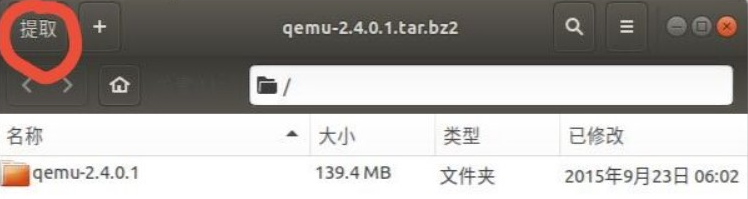 提取 + qemu-2.4.0.1.tar.bz2
/
名称 大小 类型 已修改
qemu-2.4.0.1 139.4 MB 文件夹 2015年9月23日 06:02